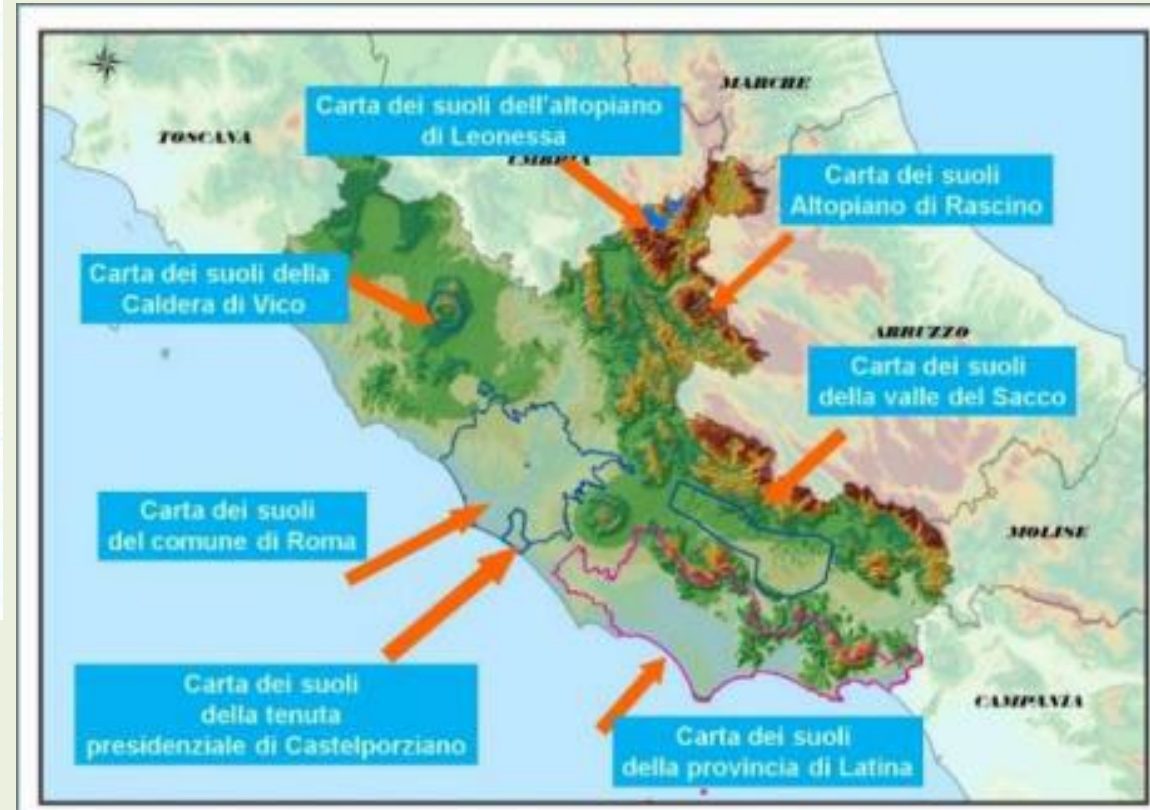 MARCHE
Carta dei suoli dell'altopiano
di Leonessa
TOSCANA
UMBRIA
Carta dei suoli
Altopiano di Rascino
Carta dei suoli della
Caldera di Vico
ABRUZZO
Carta dei suoli
della valle del Sacco
Carta dei suoli
del comune di Roma
MOLISE
Carta dei suoli
della tenuta
presidenziale di Castelporziano
CAMPANZA
Carta dei suoli
della provincia di Latina